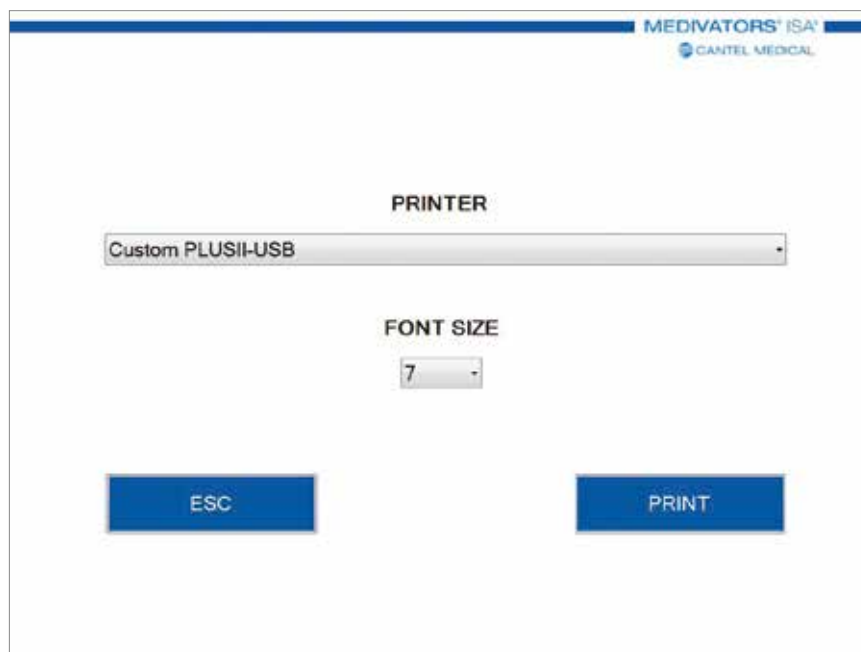 MEDIVATORS® ISA®
CANTEL MEDICAL
PRINTER
Custom PLUSII-USB
FONT SIZE
7
ESC
PRINT